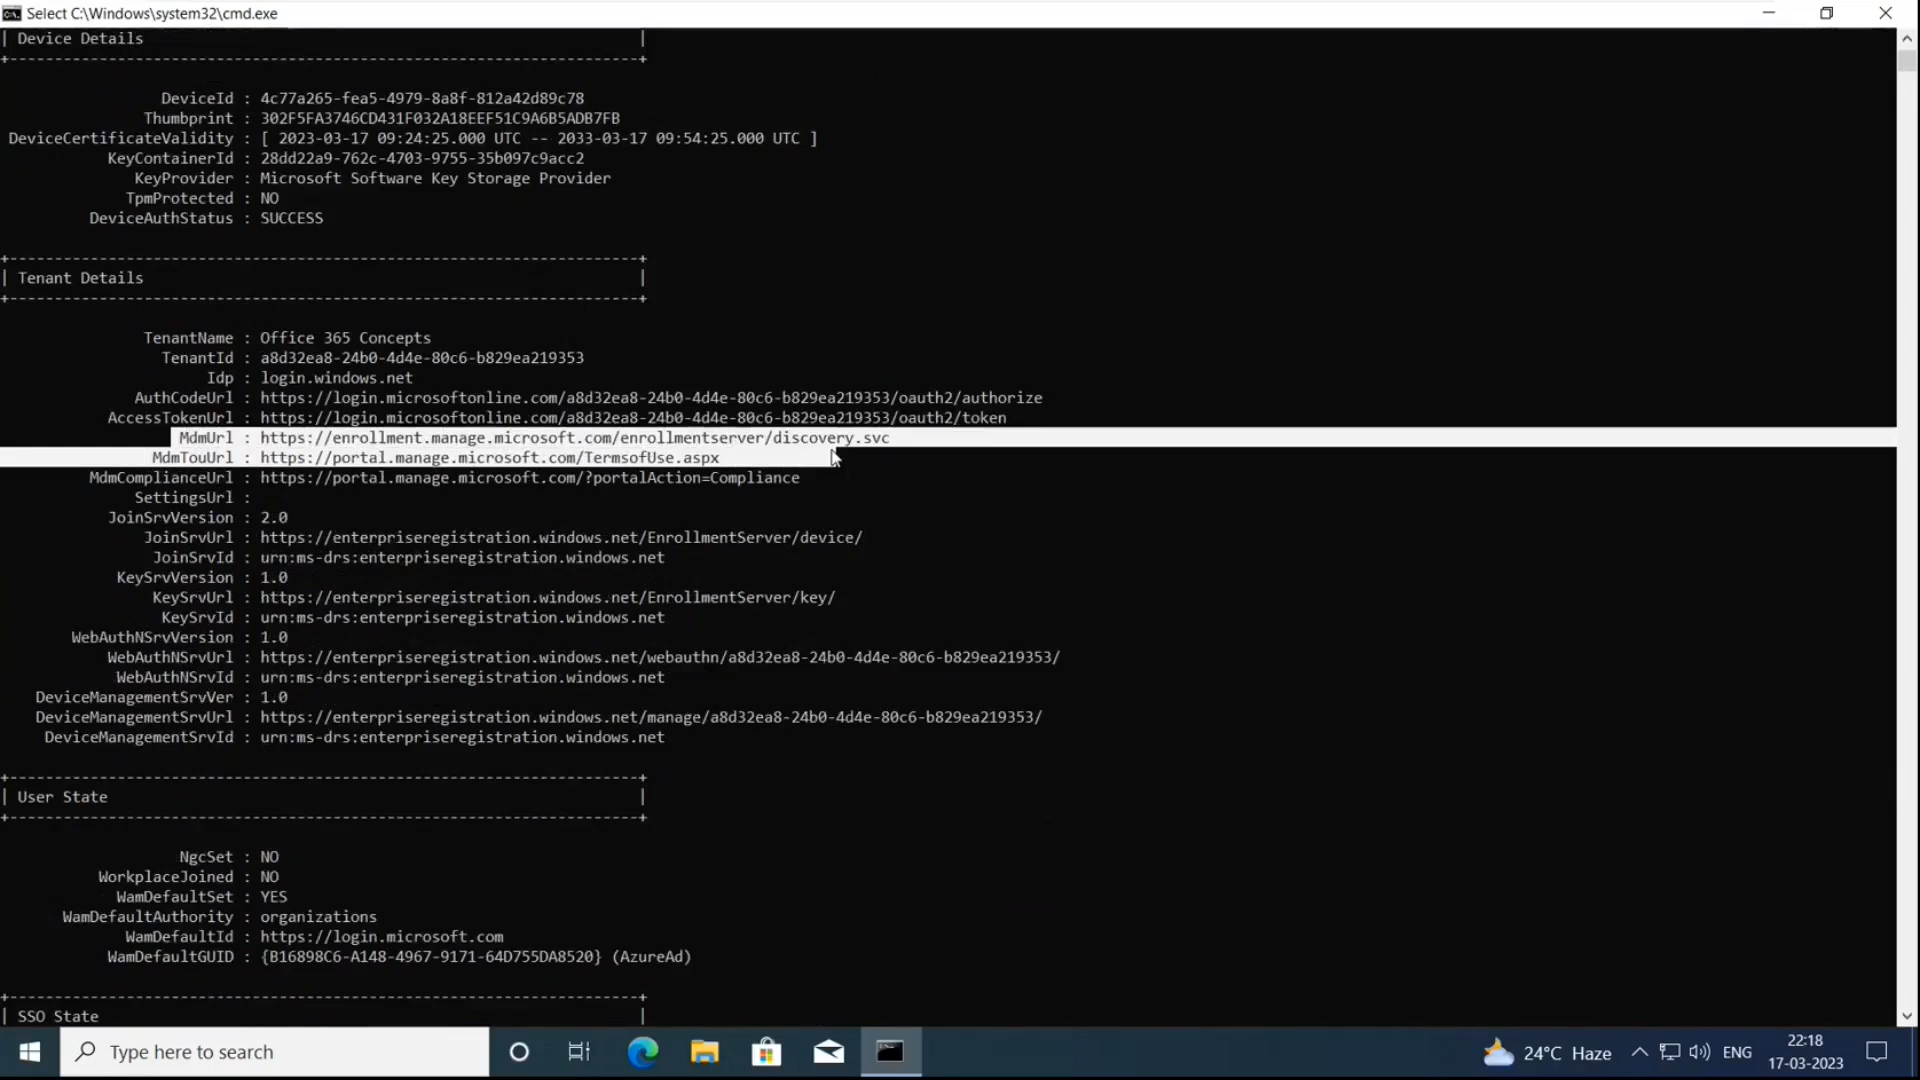 Select C:\Windows\system32\cmd.exe
| Device Details |
+----------------------------------------------------------------------+
DeviceId : 4c77a265-fea5-4979-8a8f-812a42d89c78
Thumbprint : 302F5FA3746CD431F032A18EEF51C9A6B5ADB7FB
DeviceCertificateValidity : [ 2023-03-17 09:24:25.000 UTC -- 2033-03-17 09:54:25.000 UTC ]
KeyContainerId : 28dd22a9-762c-4703-9755-35b097c9acc2
KeyProvider : Microsoft Software Key Storage Provider
TpmProtected : NO
DeviceAuthStatus : SUCCESS
+----------------------------------------------------------------------+
| Tenant Details |
+----------------------------------------------------------------------+
TenantName : Office 365 Concepts
TenantId : a8d32ea8-24b0-4d4e-80c6-b829ea219353
Idp : login.windows.net
AuthCodeUrl : https://login.microsoftonline.com/a8d32ea8-24b0-4d4e-80c6-b829ea219353/oauth2/authorize
AccessTokenUrl : https://login.microsoftonline.com/a8d32ea8-24b0-4d4e-80c6-b829ea219353/oauth2/token
MdmUrl : https://enrollment.manage.microsoft.com/enrollmentserver/discovery.svc
MdmTouUrl : https://portal.manage.microsoft.com/TermsofUse.aspx
MdmComplianceUrl : https://portal.manage.microsoft.com/?portalAction=Compliance
SettingsUrl :
JoinSrvVersion : 2.0
JoinSrvUrl : https://enterpriseregistration.windows.net/EnrollmentServer/device/
JoinSrvId : urn:ms-drs:enterpriseregistration.windows.net
KeySrvVersion : 1.0
KeySrvUrl : https://enterpriseregistration.windows.net/EnrollmentServer/key/
KeySrvId : urn:ms-drs:enterpriseregistration.windows.net
WebAuthNSrvVersion : 1.0
WebAuthNSrvUrl : https://enterpriseregistration.windows.net/webauthn/a8d32ea8-24b0-4d4e-80c6-b829ea219353/
WebAuthNSrvId : urn:ms-drs:enterpriseregistration.windows.net
DeviceManagementSrvVer : 1.0
DeviceManagementSrvUrl : https://enterpriseregistration.windows.net/manage/a8d32ea8-24b0-4d4e-80c6-b829ea219353/
DeviceManagementSrvId : urn:ms-drs:enterpriseregistration.windows.net
+----------------------------------------------------------------------+
| User State |
+----------------------------------------------------------------------+
NgcSet : NO
WorkplaceJoined : NO
WamDefaultSet : YES
WamDefaultAuthority : organizations
WamDefaultId : https://login.microsoft.com
WamDefaultGUID : {B16898C6-A148-4967-9171-64D755DA8520} (AzureAd)
+----------------------------------------------------------------------+
| SSO State |
Type here to search
24°C Haze
ENG
22:18
17-03-2023